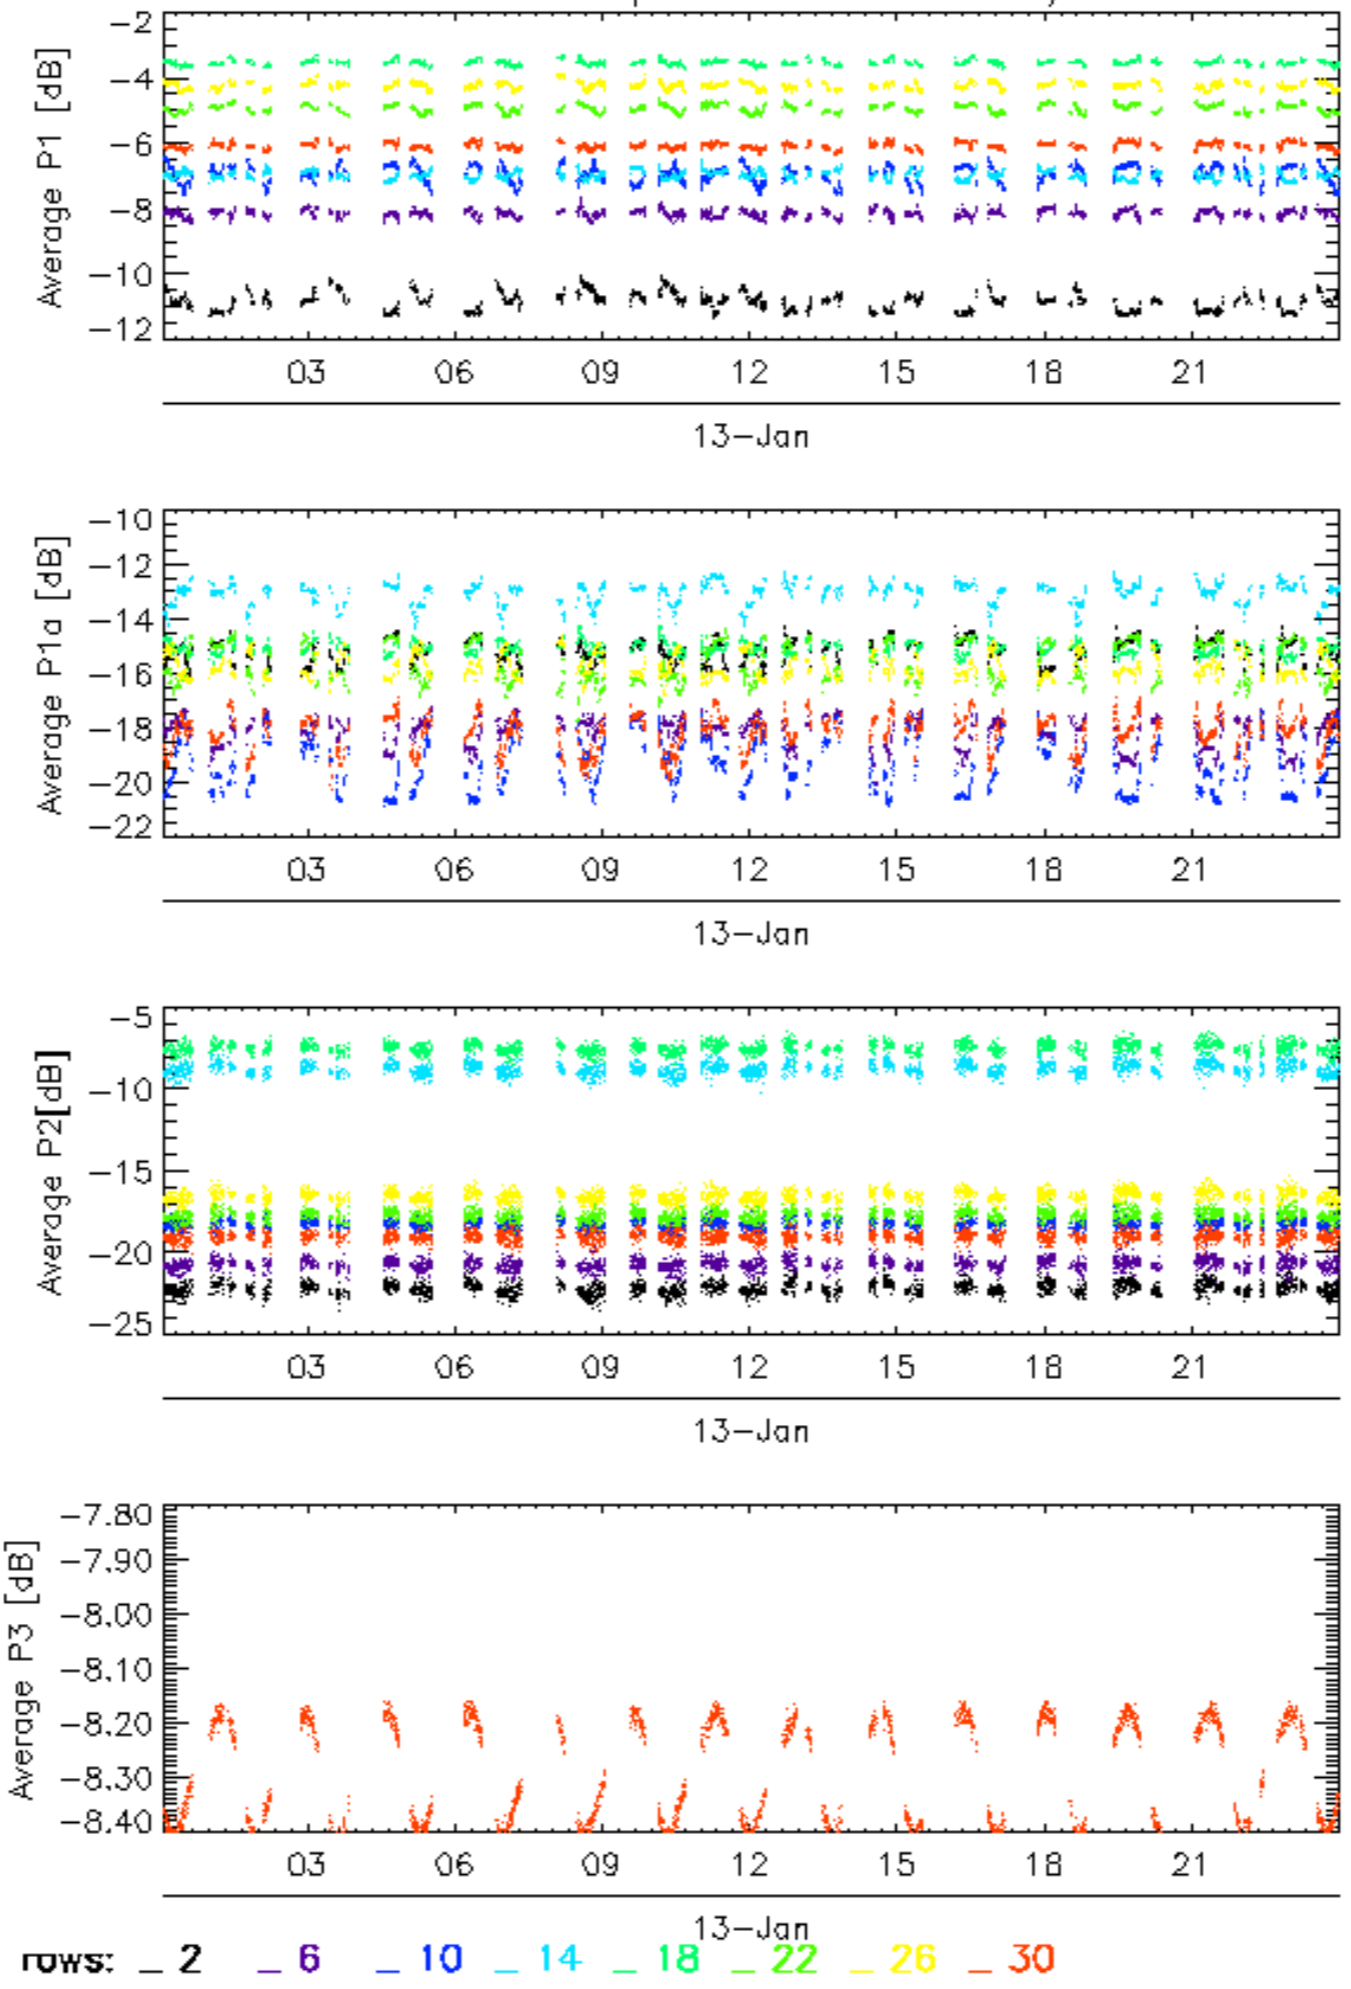 Average P1 [dB]
−2
−4
−6
−8
−10
−12
03 06 09 12 15 18 21
13−Jan
Average P1a [dB]
−10
−12
−14
−16
−18
−20
−22
03 06 09 12 15 18 21
13−Jan
Average P2[dB]
−5
−10
−15
−20
−25
03 06 09 12 15 18 21
13−Jan
Average P3 [dB]
−7.80
−7.90
−8.00
−8.10
−8.20
−8.30
−8.40
03 06 09 12 15 18 21
13−Jan
rows: _ 2 _ 6 _ 10 _ 14 _ 18 _ 22 _ 26 _ 30